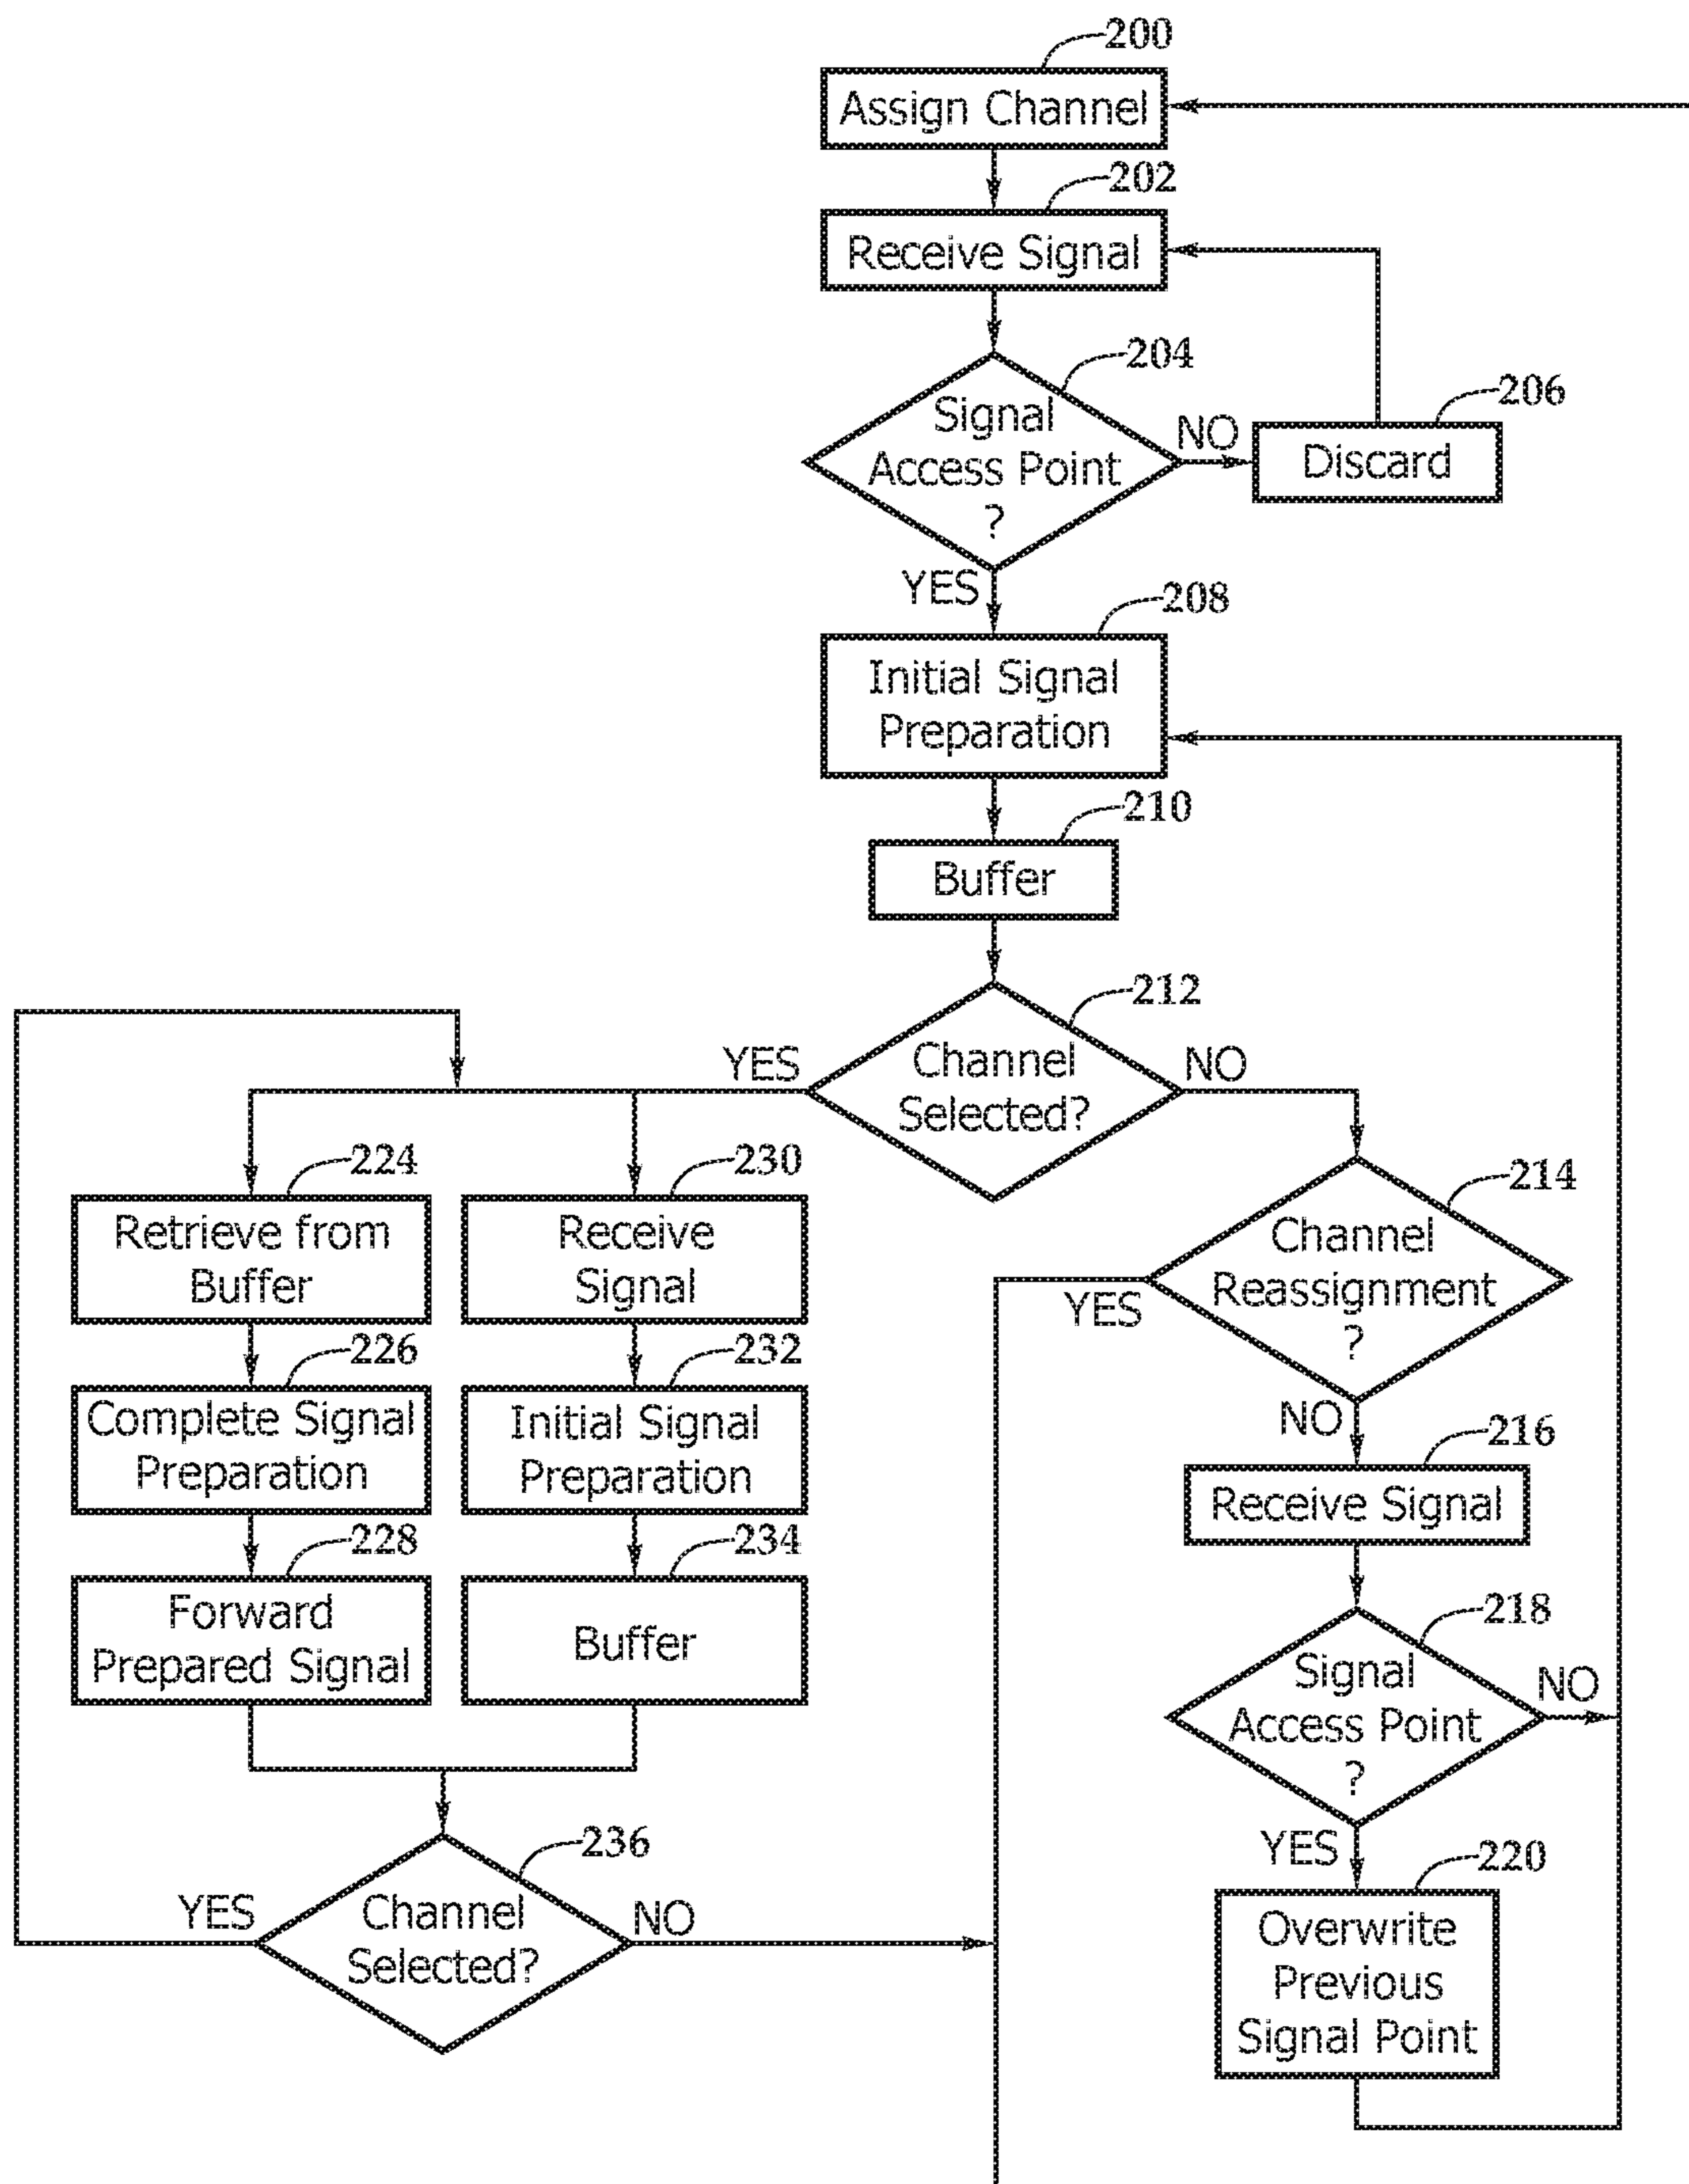 200
Assign Channel
202
Receive Signal
204
Signal
Access Point
?
NO
206
Discard
YES
208
Initial Signal
Preparation
210
Buffer
212
Channel
Selected?
YES
NO
224
Retrieve from
Buffer
230
Receive
Signal
214
Channel
Reassignment
?
YES
NO
226
Complete Signal
Preparation
232
Initial Signal
Preparation
216
Receive Signal
228
Forward
Prepared Signal
234
Buffer
218
Signal
Access Point
?
NO
YES
236
Channel
Selected?
YES
NO
220
Overwrite
Previous
Signal Point